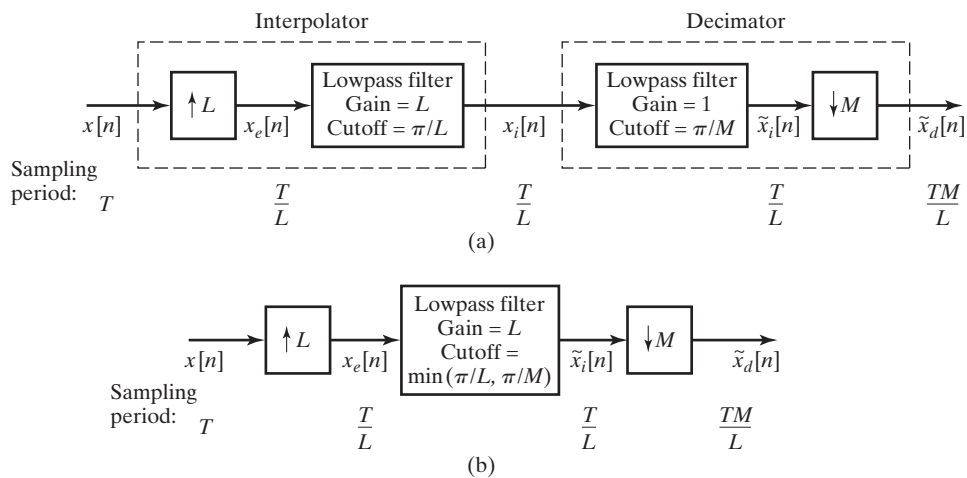 Interpolator
Decimator
Lowpass filter
Gain = L
Cutoff = π/L
Lowpass filter
Gain = 1
Cutoff = π/M
↑ L
↓ M
x[n]
x_e[n]
x_i[n]
x̃_i[n]
x̃_d[n]
Sampling
period:
T
T/L
T/L
T/L
TM/L
(a)
Lowpass filter
Gain = L
Cutoff =
min (π/L, π/M)
↑ L
↓ M
x[n]
x_e[n]
x̃_i[n]
x̃_d[n]
Sampling
period:
T
T/L
T/L
TM/L
(b)